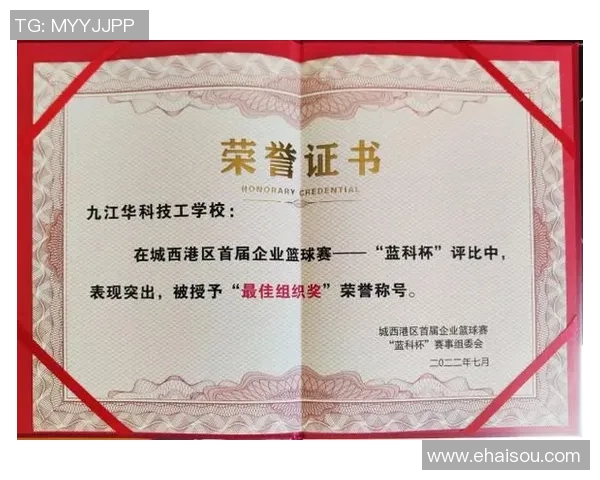 TG: MYYJJPP
荣誉证书
HONORARY CREDENTIAL
九江华科技工学校：
在城西港区首届企业篮球赛——“蓝科杯”评比中，
表现突出，被授予“最佳组织奖”荣誉称号。
城西港区首届企业篮球赛
“蓝科杯”赛事组委会
二〇二二年七月
www.ehaisou.com